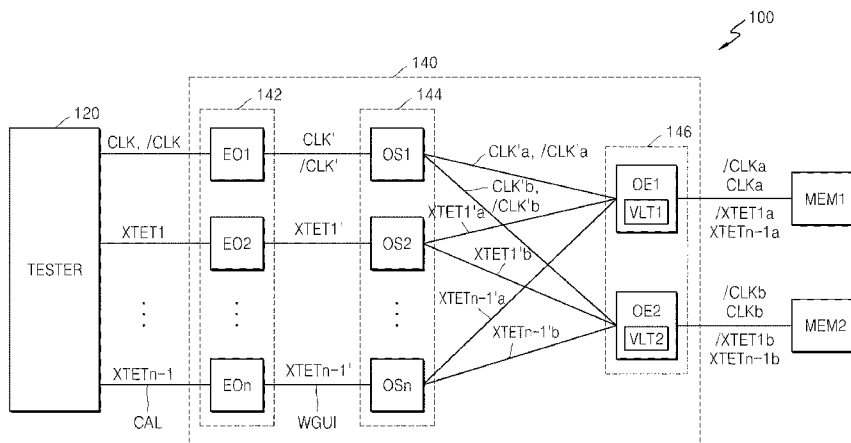 100
140
142
144
120
146
CLK, /CLK
EO1
CLK'
/CLK'
OS1
CLK'a, /CLK'a
CLK'b,
/CLK'b
OE1
VLT1
/CLKa
CLKa
/XTET1a
XTETn-1a
MEM1
TESTER
XTET1
EO2
XTET1'
OS2
XTET1'a
XTET1'b
XTETn-1'a
XTETn-1'b
OE2
VLT2
/CLKb
CLKb
/XTET1b
XTETn-1b
MEM2
XTETn-1
CAL
EOn
XTETn-1'
WGUI
OSn